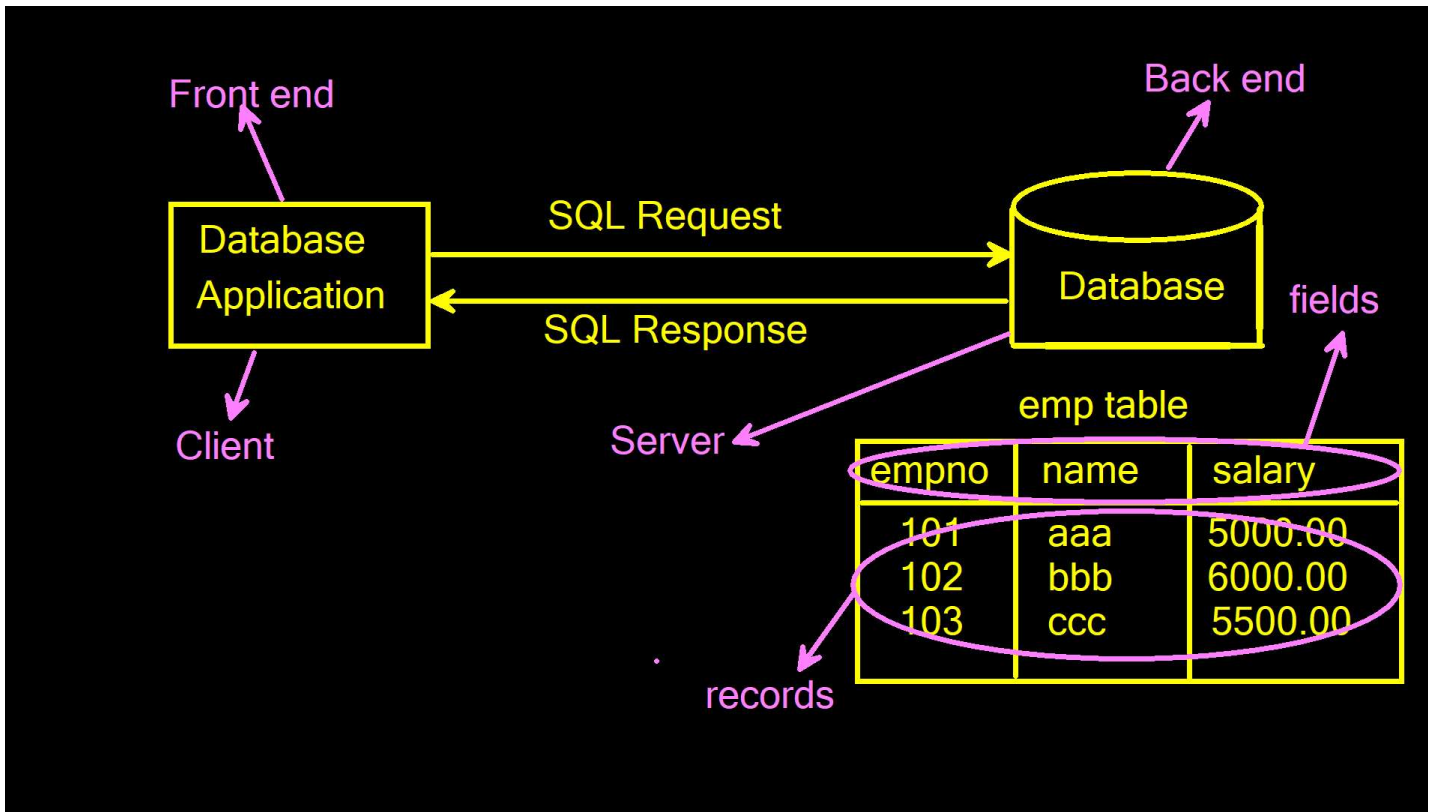 Front end
Back end
Database
Application
SQL Request
SQL Response
Database
fields
Client
Server
emp table
empno name salary
101 aaa 5000.00
102 bbb 6000.00
103 ccc 5500.00
records